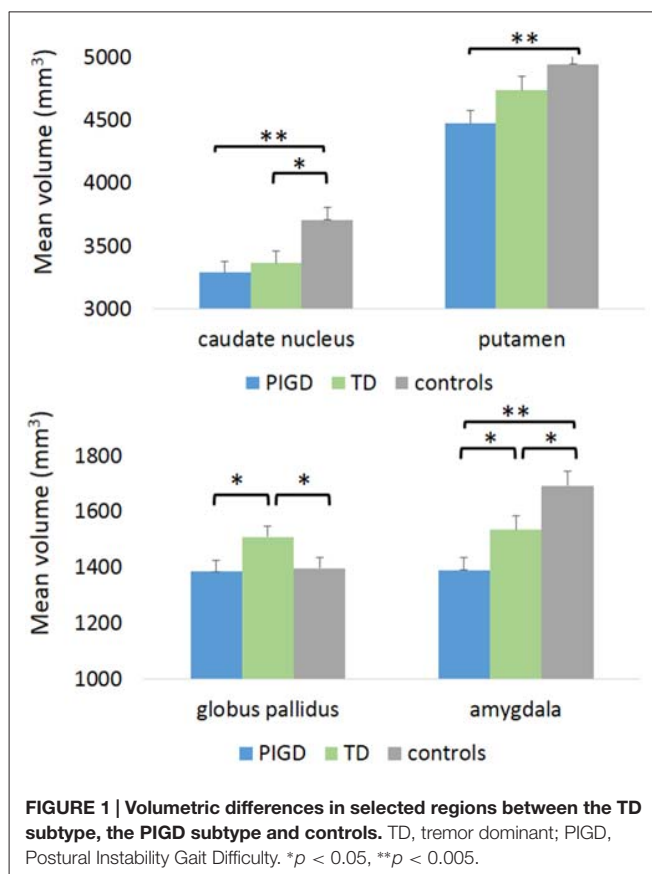 Mean volume (mm³)
5000
4500
4000
3500
3000
**
*
**
caudate nucleus
putamen
PIGD TD controls
Mean volume (mm³)
1800
1600
1400
1200
1000
*
*
**
*
*
globus pallidus
amygdala
PIGD TD controls
FIGURE 1 | Volumetric differences in selected regions between the TD
subtype, the PIGD subtype and controls. TD, tremor dominant; PIGD,
Postural Instability Gait Difficulty. *p < 0.05, **p < 0.005.